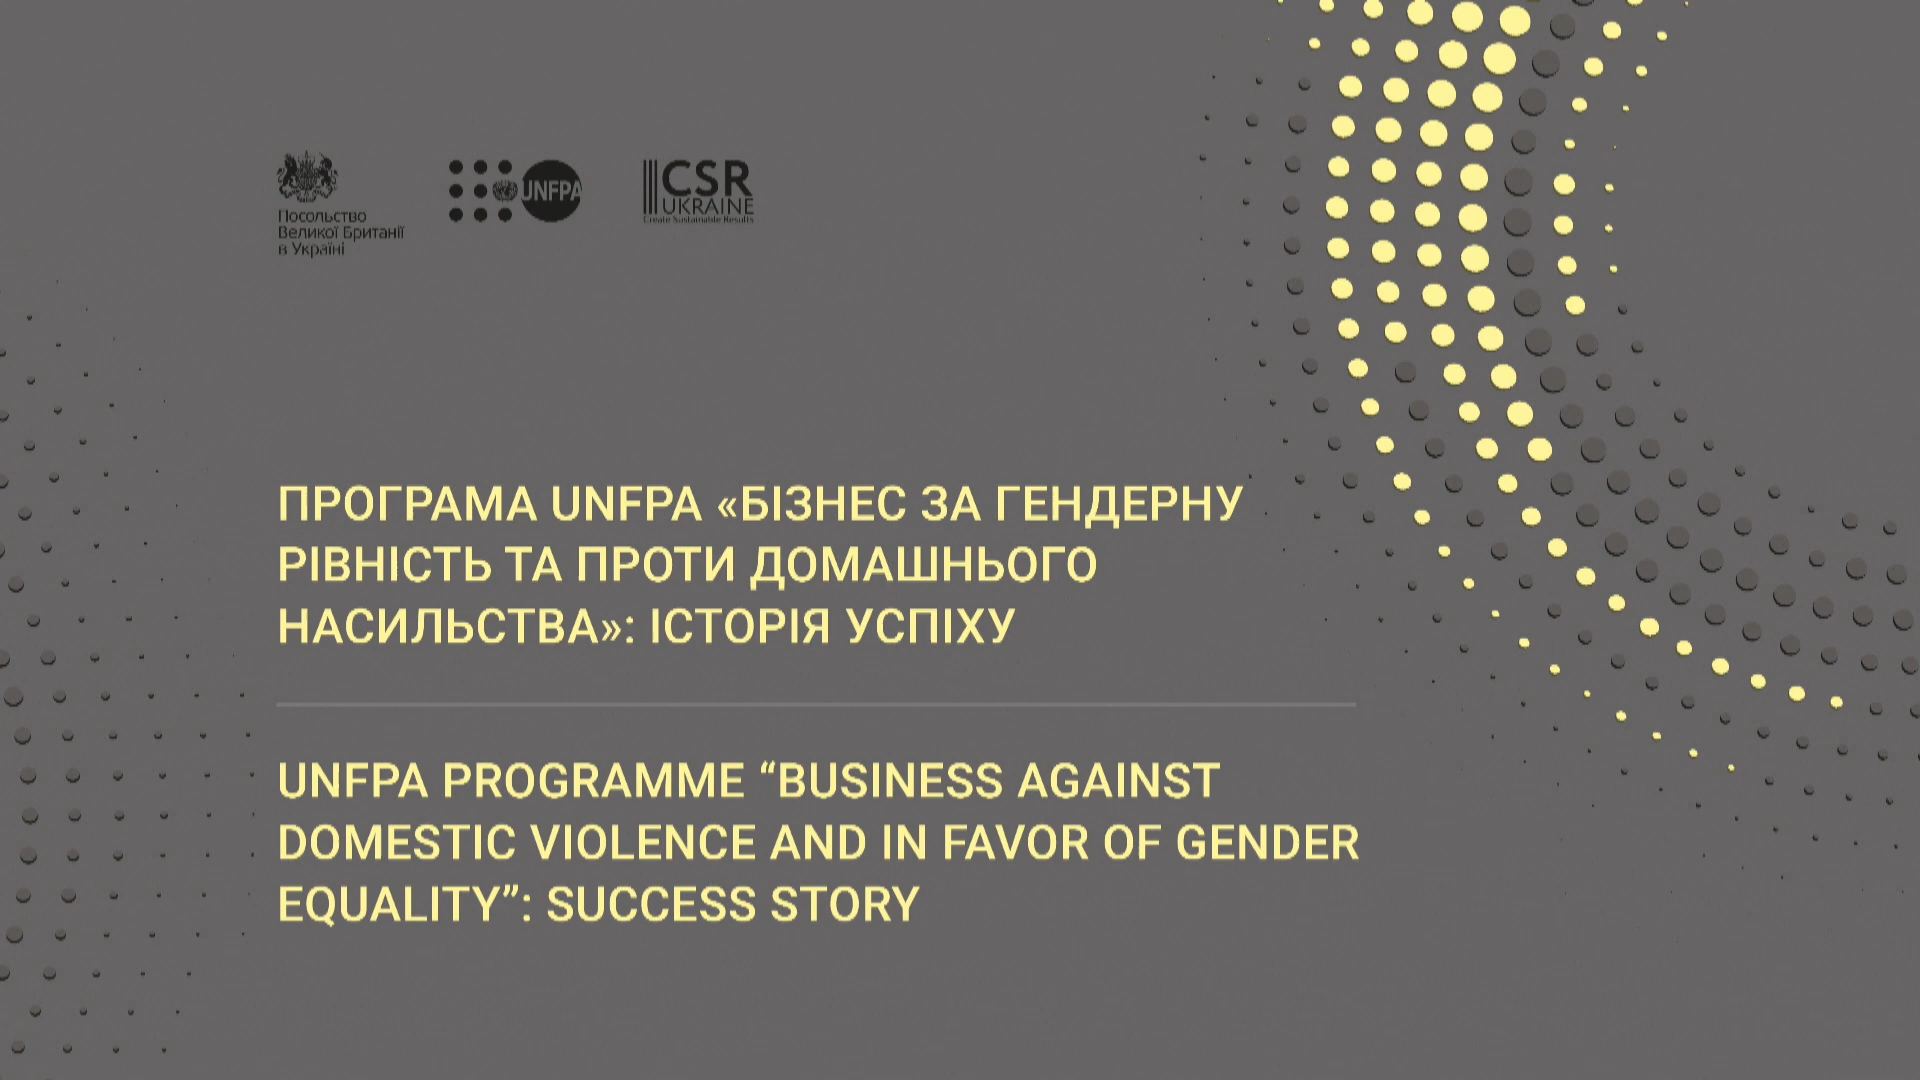 Посольство
Великої Британії
в Україні
UNFPA
CSR
UKRAINE
Create Sustainable Results
ПРОГРАМА UNFPA «БІЗНЕС ЗА ГЕНДЕРНУ
РІВНІСТЬ ТА ПРОТИ ДОМАШНЬОГО
НАСИЛЬСТВА»: ІСТОРІЯ УСПІХУ
UNFPA PROGRAMME “BUSINESS AGAINST
DOMESTIC VIOLENCE AND IN FAVOR OF GENDER
EQUALITY”: SUCCESS STORY